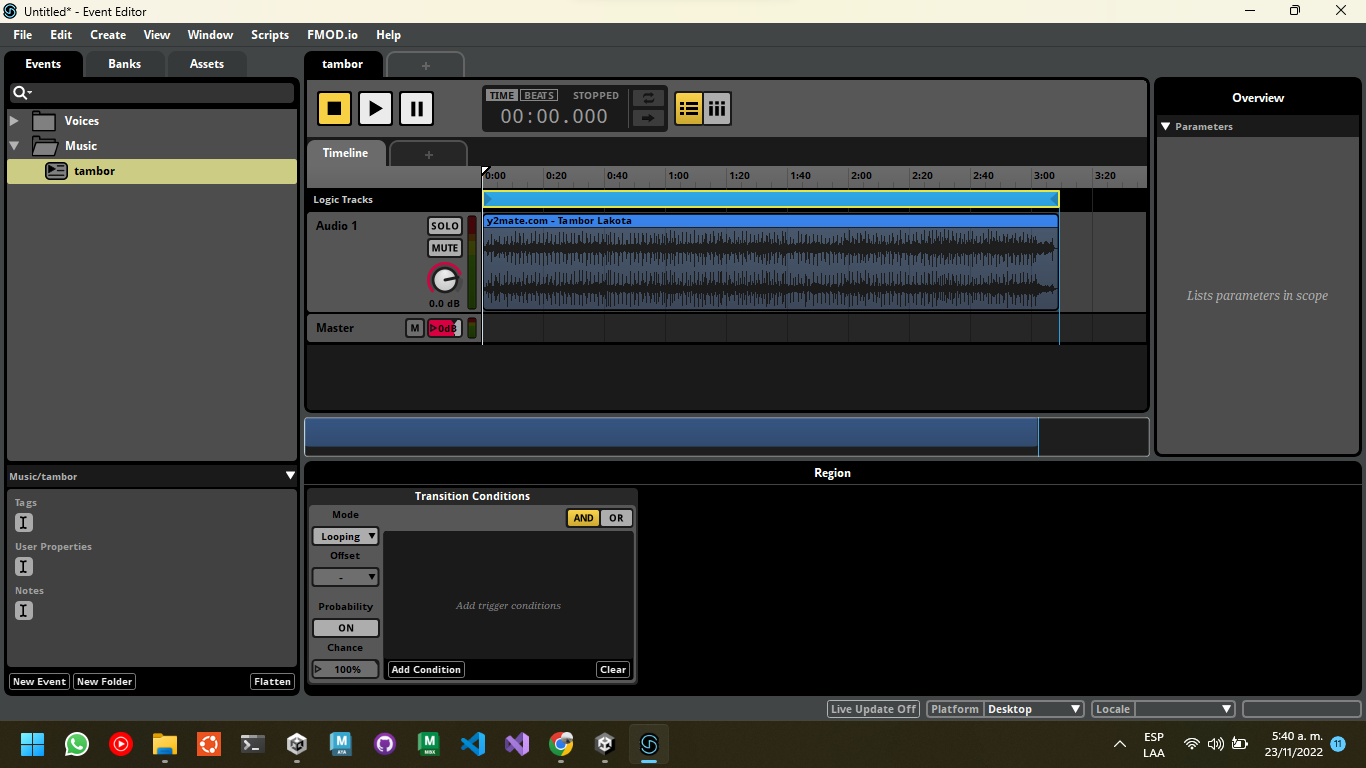 Untitled* - Event Editor
File Edit Create View Window Scripts FMOD.io Help
Events Banks Assets
tambor +
Voices
Music
tambor
TIME BEATS STOPPED
00:00.000
Overview
Parameters
Lists parameters in scope
Timeline +
0:00 0:20 0:40 1:00 1:20 1:40 2:00 2:20 2:40 3:00 3:20
Logic Tracks
Audio 1 SOLO
MUTE
0.0 dB
y2mate.com - Tambor Lakota
Master M 0dB
Music/tambor
Tags
User Properties
Notes
New Event New Folder Flatten
Region
Transition Conditions
Mode
Looping
Offset
-
Probability
ON
Chance
100%
AND OR
Add trigger conditions
Add Condition Clear
Live Update Off Platform Desktop Locale
ESP
LAA
5:40 a. m.
23/11/2022
11